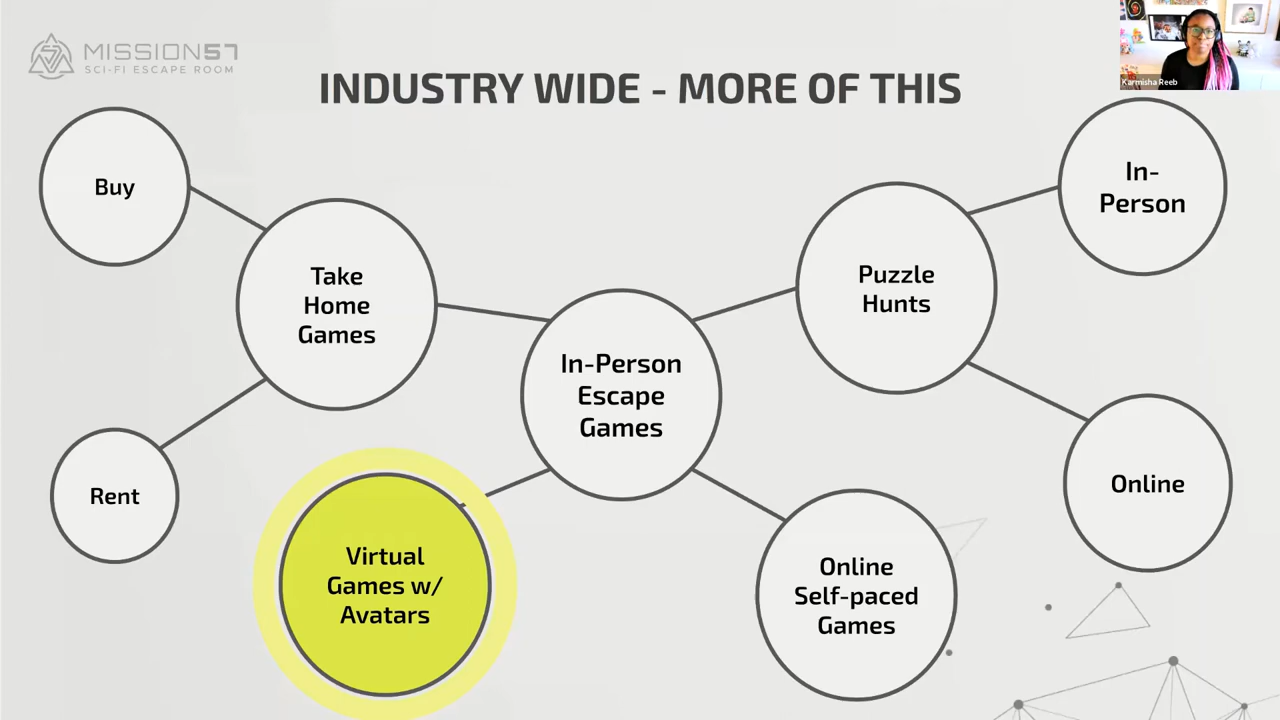 MISSION57
SCI-FI ESCAPE ROOM
Karmisha Reeb
INDUSTRY WIDE - MORE OF THIS
Buy
Take
Home
Games
Rent
In-Person
Escape
Games
Virtual
Games w/
Avatars
Puzzle
Hunts
In-
Person
Online
Online
Self-paced
Games